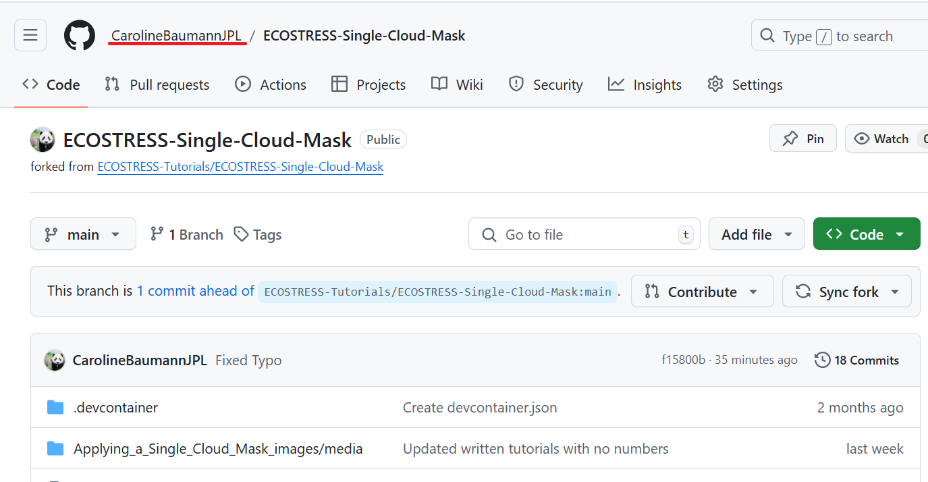 CarolineBaumannJPL / ECOSTRESS-Single-Cloud-Mask Type / to search
Code Pull requests Actions Projects Wiki Security Insights Settings
ECOSTRESS-Single-Cloud-Mask Public Pin Watch 0
forked from ECOSTRESS-Tutorials/ECOSTRESS-Single-Cloud-Mask
main 1 Branch Tags Go to file t Add file Code
This branch is 1 commit ahead of ECOSTRESS-Tutorials/ECOSTRESS-Single-Cloud-Mask:main . Contribute Sync fork
CarolineBaumannJPL Fixed Typo f15800b · 35 minutes ago 18 Commits
.devcontainer Create devcontainer.json 2 months ago
Applying_a_Single_Cloud_Mask_images/media Updated written tutorials with no numbers last week